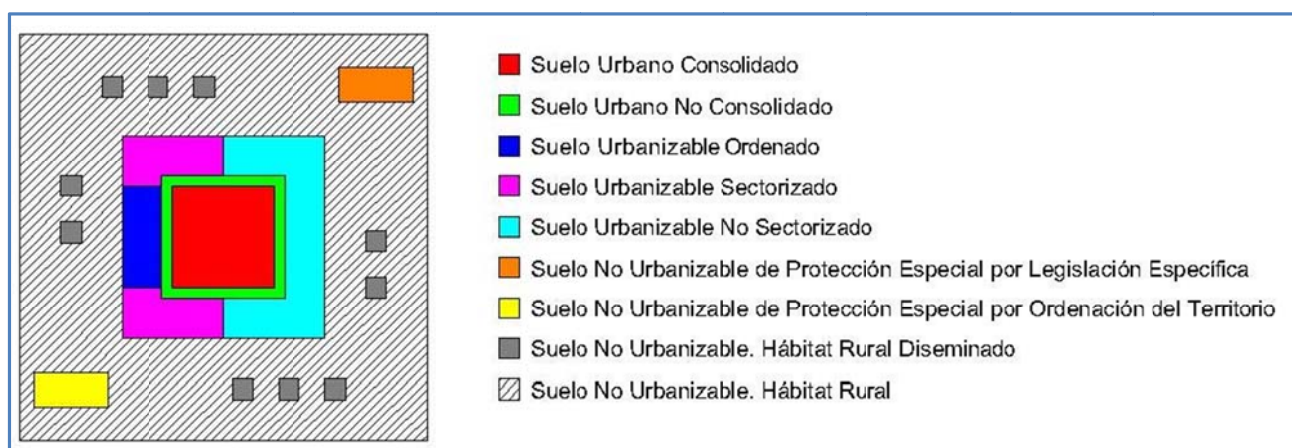 Suelo Urbano Consolidado
Suelo Urbano No Consolidado
Suelo Urbanizable Ordenado
Suelo Urbanizable Sectorizado
Suelo Urbanizable No Sectorizado
Suelo No Urbanizable de Protección Especial por Legislación Específica
Suelo No Urbanizable de Protección Especial por Ordenación del Territorio
Suelo No Urbanizable. Hábitat Rural Diseminado
Suelo No Urbanizable. Hábitat Rural